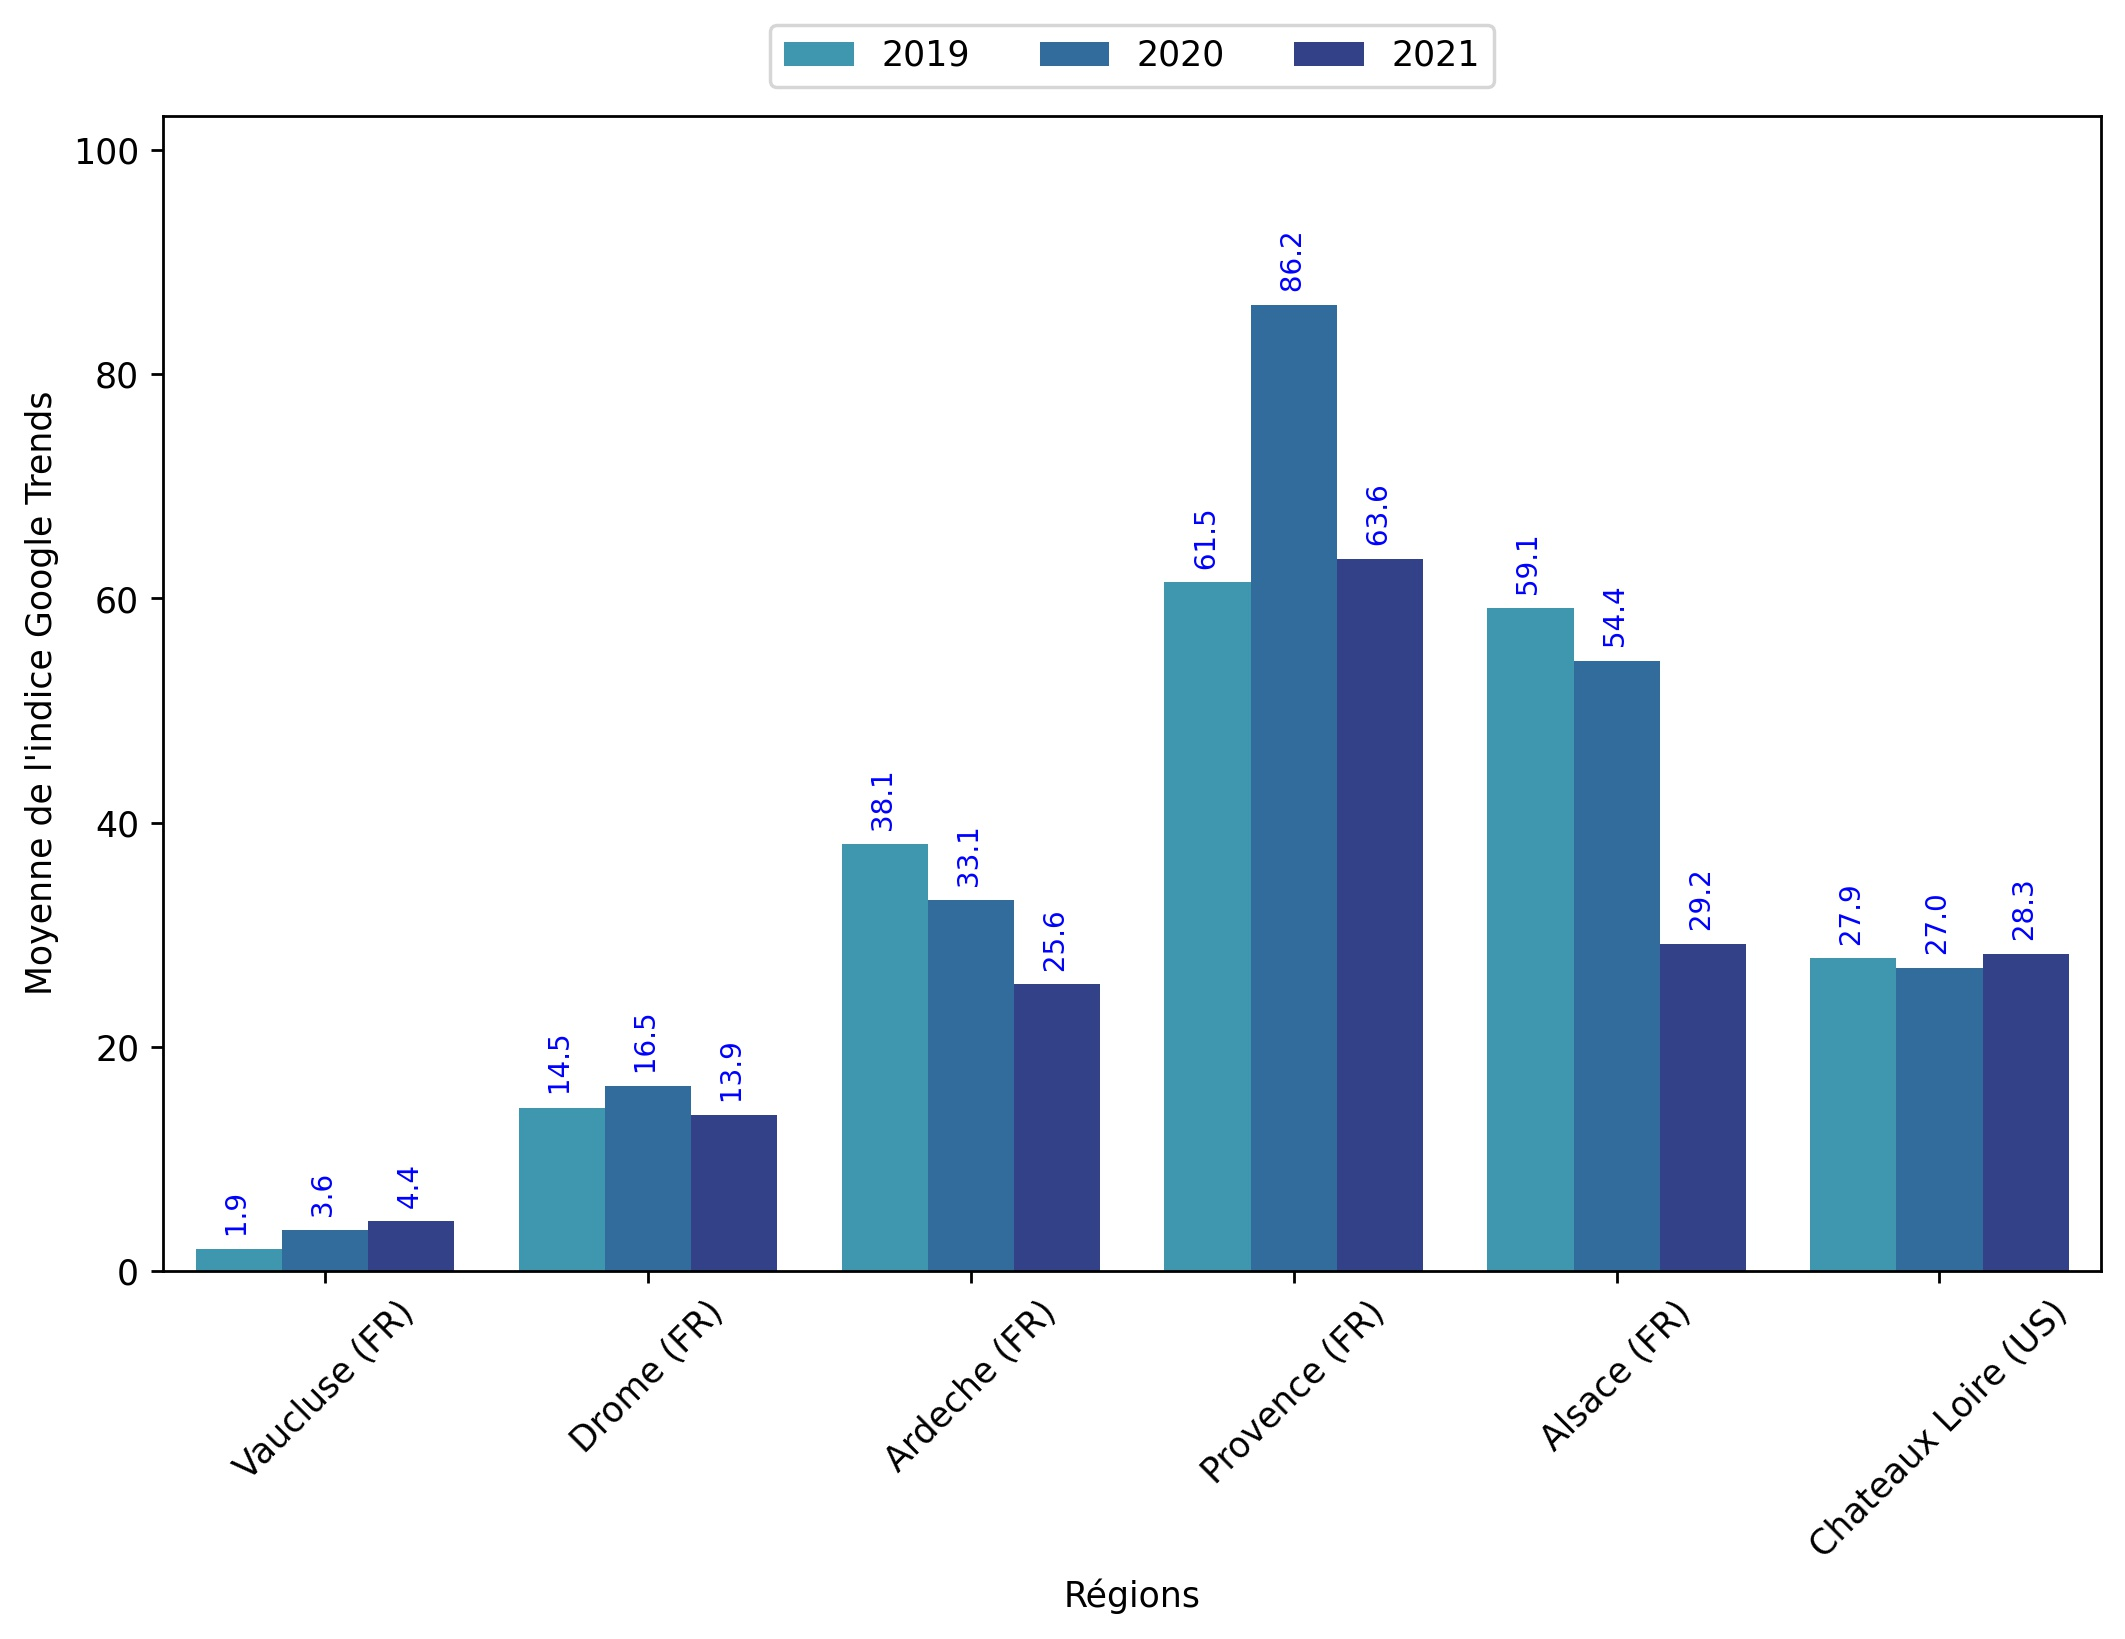 2019 2020 2021
Moyenne de l'indice Google Trends
100
80
60
40
20
0
1.9
3.6
4.4
14.5
16.5
13.9
38.1
33.1
25.6
61.5
86.2
63.6
59.1
54.4
29.2
27.9
27.0
28.3
Vaucluse (FR)
Drome (FR)
Ardeche (FR)
Provence (FR)
Alsace (FR)
Chateaux Loire (US)
Régions